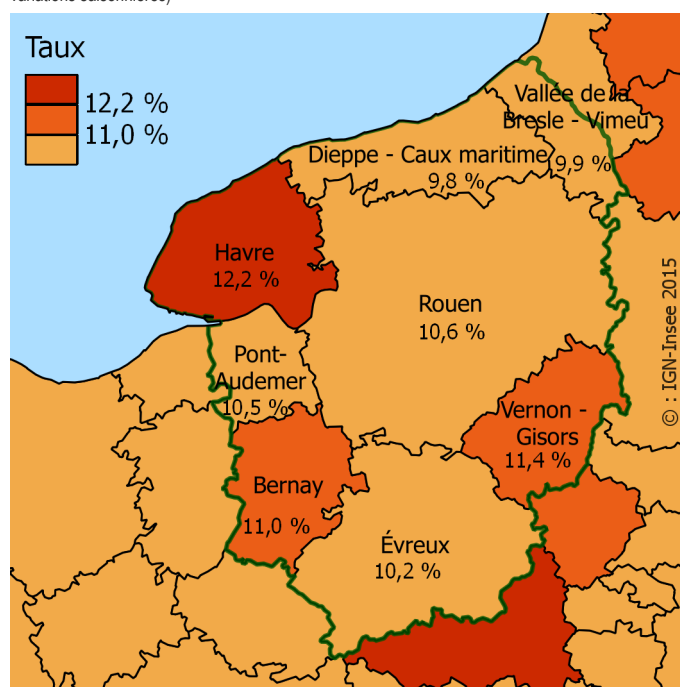 variations saisonnières)
Taux
12,2 %
11,0 %
Vallée de la
Bresle - Vimeu
9,9 %
Dieppe - Caux maritime
9,8 %
Havre
12,2 %
Rouen
10,6 %
© : IGN-Insee 2015
Pont-
Audemer
10,5 %
Vernon -
Gisors
11,4 %
Bernay
11,0 %
Évreux
10,2 %